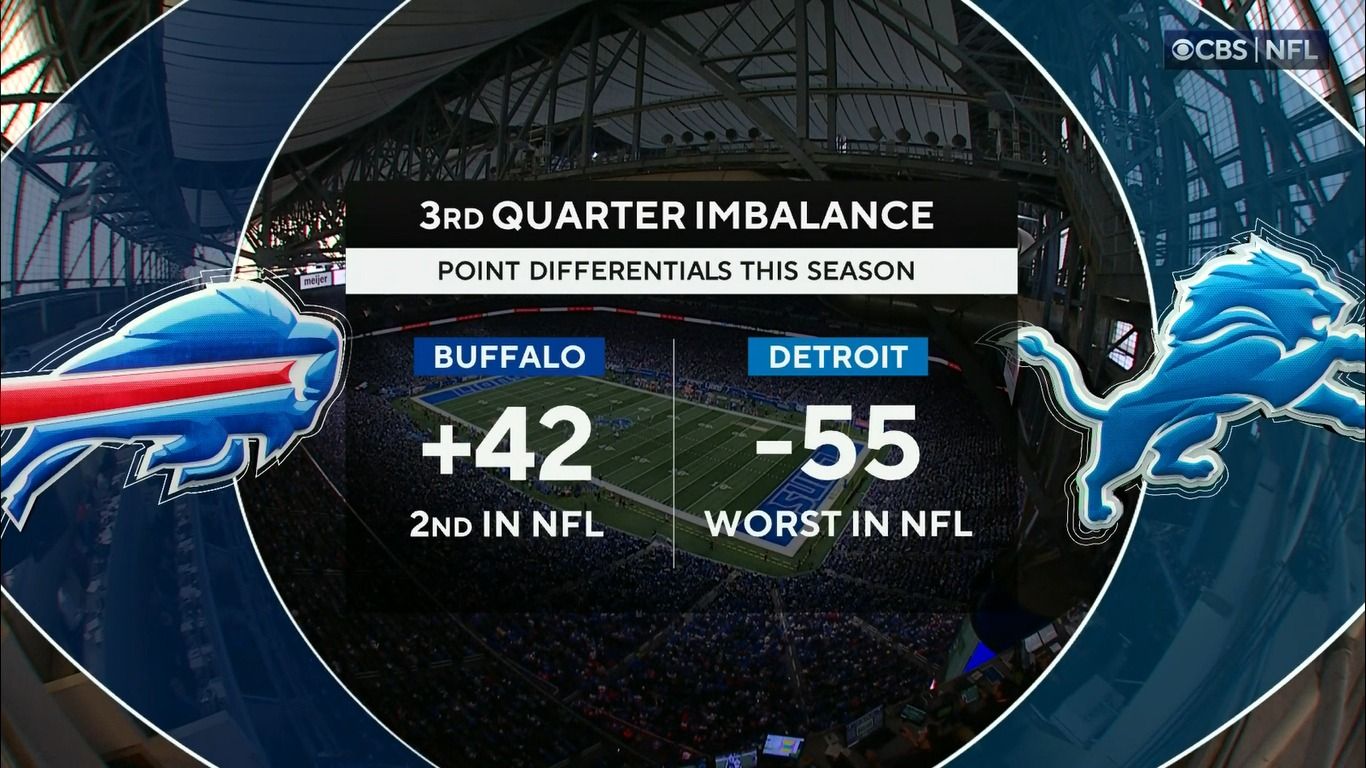 CBS | NFL
3RD QUARTER IMBALANCE
POINT DIFFERENTIALS THIS SEASON
meijer
BUFFALO
DETROIT
+42
-55
2ND IN NFL
WORST IN NFL
LIONS